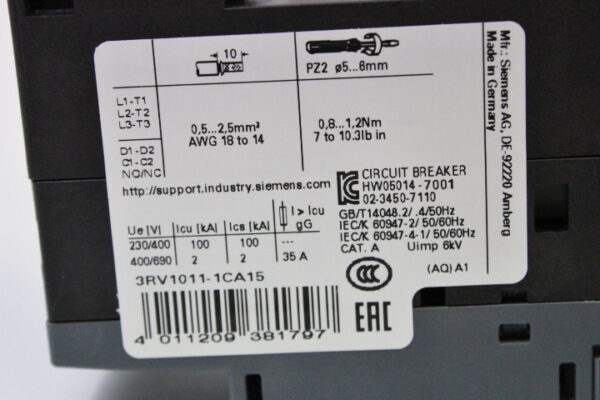 10
PZ2 ø5...6mm
L1-T1
L2-T2
L3-T3
D1-D2
C1-C2
NO/NC
0,5...2,5mm²
AWG 18 to 14
0,8...1,2Nm
7 to 10.3lb in
http://support.industry.siemens.com
CIRCUIT BREAKER
HW05014-7001
02-3450-7110
GB/T14048.2/ .4/50Hz
IEC/K 60947-2/ 50/60Hz
IEC/K 60947-4-1/ 50/60Hz
CAT. A Uimp 6kV
Ue [V] Icu [kA] Ics [kA] I > Icu gG
230/400 100 100 ---
400/690 2 2 35 A
3RV1011-1CA15
4 011209 381797
CCC
EAC
(AQ) A1
Mfr.: Siemens AG, DE-92220 Amberg
Made in Germany